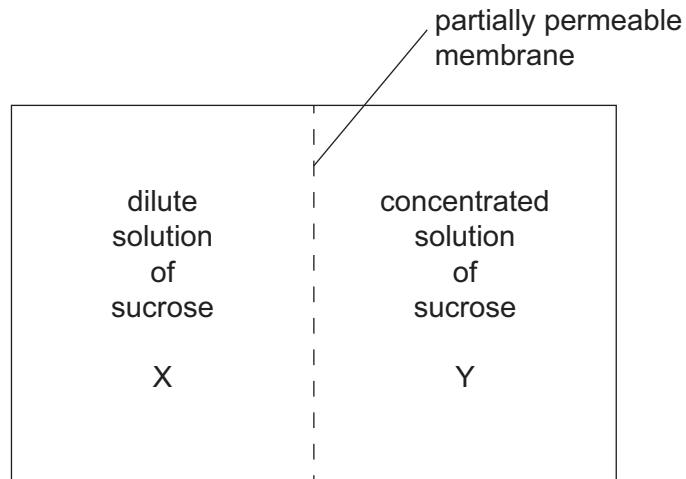 partially permeable
membrane
dilute
solution
of
sucrose
X
concentrated
solution
of
sucrose
Y